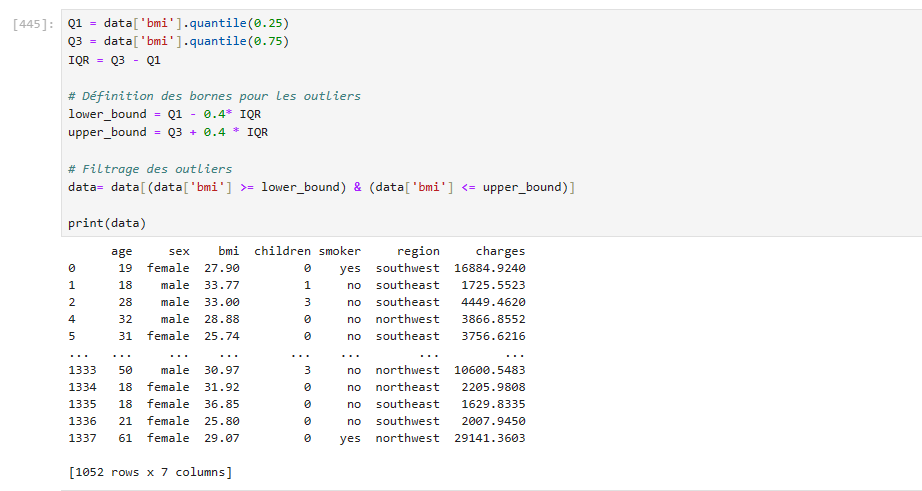 [445]: Q1 = data['bmi'].quantile(0.25)
Q3 = data['bmi'].quantile(0.75)
IQR = Q3 - Q1
# Définition des bornes pour les outliers
lower_bound = Q1 - 0.4* IQR
upper_bound = Q3 + 0.4 * IQR
# Filtrage des outliers
data= data[(data['bmi'] >= lower_bound) & (data['bmi'] <= upper_bound)]
print(data)
age sex bmi children smoker region charges
0 19 female 27.90 0 yes southwest 16884.9240
1 18 male 33.77 1 no southeast 1725.5523
2 28 male 33.00 3 no southeast 4449.4620
4 32 male 28.88 0 no northwest 3866.8552
5 31 female 25.74 0 no southeast 3756.6216
... ... ... ... ... ... ... ...
1333 50 male 30.97 3 no northwest 10600.5483
1334 18 female 31.92 0 no northeast 2205.9808
1335 18 female 36.85 0 no southeast 1629.8335
1336 21 female 25.80 0 no southwest 2007.9450
1337 61 female 29.07 0 yes northwest 29141.3603
[1052 rows x 7 columns]